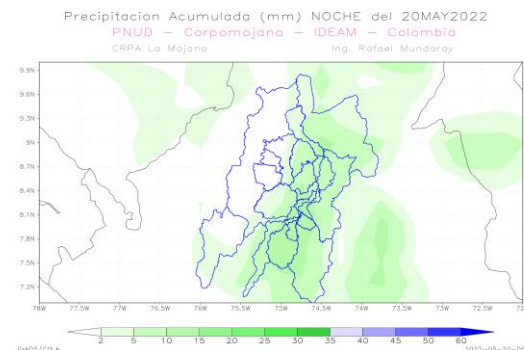 Precipitacion Acumulada (mm) NOCHE del 20MAY2022
PNUD — Corpomojana — IDEAM — Colombia
CRPA La Mojana Ing. Rafael Mundaray
9.9N
9.6N
9.3N
9N
8.7N
8.4N
8.1N
7.8N
7.5N
7.2N
78W 77.5W 77W 76.5W 76W 75.5W 75W 74.5W 74W 73.5W 73W 72.5W 72
2 5 10 15 20 25 30 35 40 45 50 60
GrADS/COLA